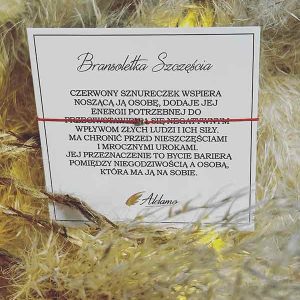 Bransoletka Szczęścia
CZERWONY SZNURECZEK WSPIERA
NOSZĄCĄ JĄ OSOBĘ, DODAJE JEJ
ENERGII POTRZEBNEJ DO
PRZECIWSTAWIENIA SIĘ NEGATYWNYM
WPŁYWOM ZŁYCH LUDZI I ICH SIŁY.
MA CHRONIĆ PRZED NIESZCZĘŚCIAMI
I MROCZNYMI UROKAMI.
JEJ PRZEZNACZENIE TO BYCIE BARIERĄ
POMIĘDZY NIEGODZIWOŚCIĄ A OSOBĄ,
KTÓRA MA JĄ NA SOBIE.
Aldamo